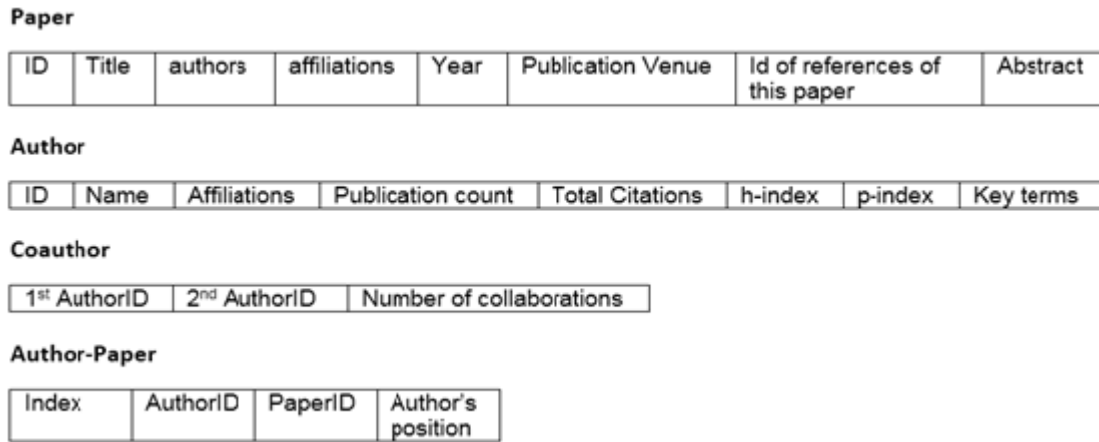 Paper
ID Title authors affiliations Year Publication Venue Id of references of Abstract
this paper
Author
ID Name Affiliations Publication count Total Citations h-index p-index Key terms
Coauthor
1st AuthorID 2nd AuthorID Number of collaborations
Author-Paper
Index AuthorID PaperID Author's
position